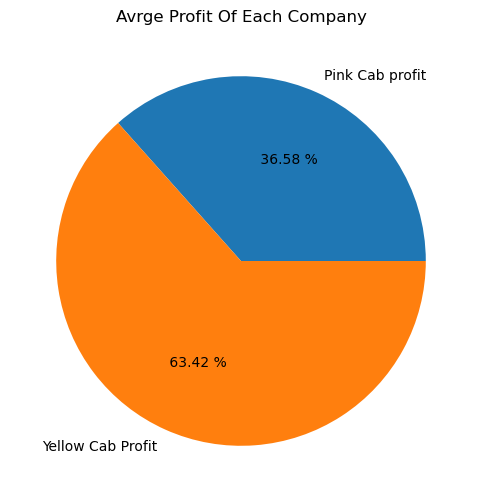 Avrge Profit Of Each Company
Pink Cab profit
36.58 %
63.42 %
Yellow Cab Profit